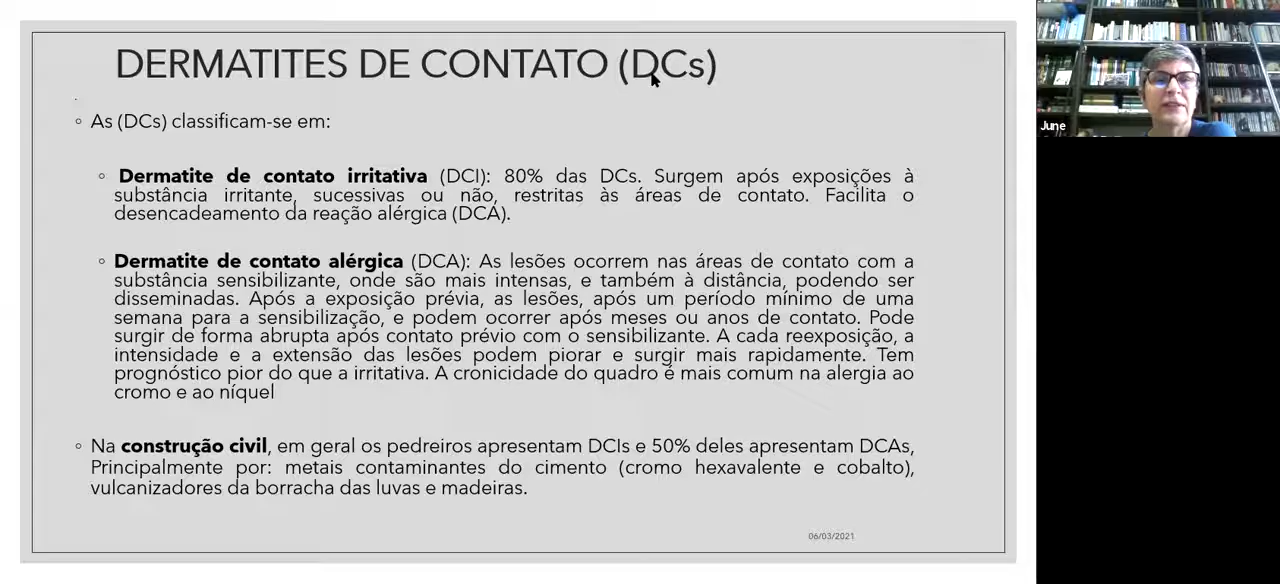 DERMATITES DE CONTATO (DCs)
◦ As (DCs) classificam-se em:
◦ Dermatite de contato irritativa (DCI): 80% das DCs. Surgem após exposições à
substância irritante, sucessivas ou não, restritas às áreas de contato. Facilita o
desencadeamento da reação alérgica (DCA).
◦ Dermatite de contato alérgica (DCA): As lesões ocorrem nas áreas de contato com a
substância sensibilizante, onde são mais intensas, e também à distância, podendo ser
disseminadas. Após a exposição prévia, as lesões, após um período mínimo de uma
semana para a sensibilização, e podem ocorrer após meses ou anos de contato. Pode
surgir de forma abrupta após contato prévio com o sensibilizante. A cada reexposição, a
intensidade e a extensão das lesões podem piorar e surgir mais rapidamente. Tem
prognóstico pior do que a irritativa. A cronicidade do quadro é mais comum na alergia ao
cromo e ao níquel
◦ Na construção civil, em geral os pedreiros apresentam DCIs e 50% deles apresentam DCAs,
Principalmente por: metais contaminantes do cimento (cromo hexavalente e cobalto),
vulcanizadores da borracha das luvas e madeiras.
06/03/2021
June